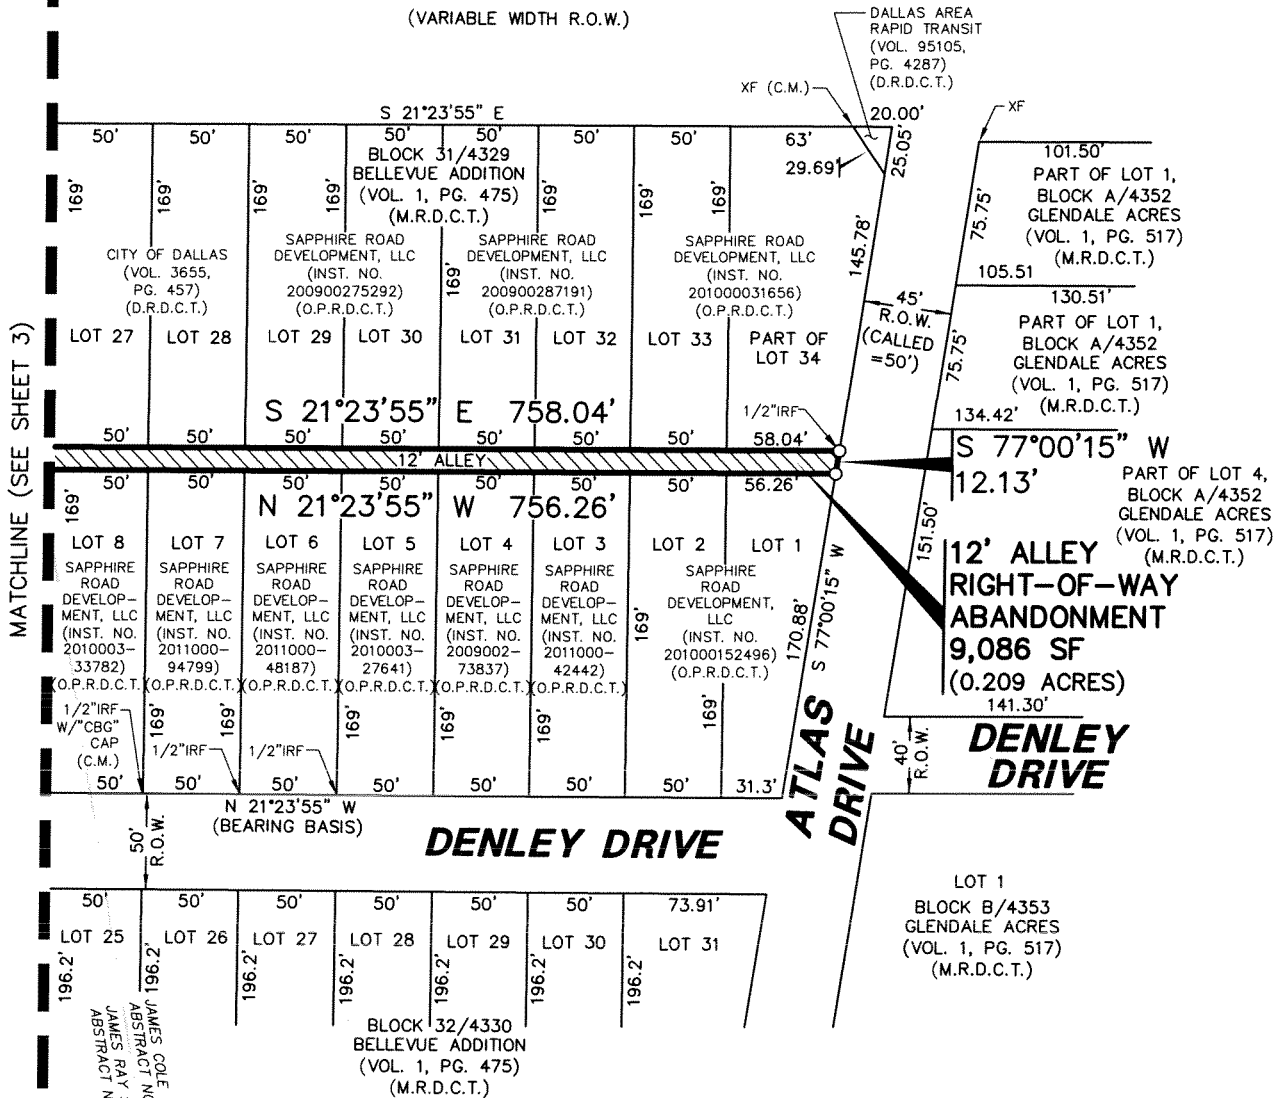 (VARIABLE WIDTH R.O.W.)
DALLAS AREA
RAPID TRANSIT
(VOL. 95105,
PG. 4287)
(D.R.D.C.T.)
XF (C.M.)
XF
S 21°23'55" E
20.00'
50'
50'
50'
50'
50'
50'
50'
63'
29.69'
25.05'
101.50'
BLOCK 31/4329
BELLEVUE ADDITION
(VOL. 1, PG. 475)
(M.R.D.C.T.)
PART OF LOT 1,
BLOCK A/4352
GLENDALE ACRES
(VOL. 1, PG. 517)
(M.R.D.C.T.)
75.75'
169'
169'
169'
169'
169'
169'
169'
169'
145.78'
CITY OF DALLAS
(VOL. 3655,
PG. 457)
(D.R.D.C.T.)
SAPPHIRE ROAD
DEVELOPMENT, LLC
(INST. NO.
200900275292)
(O.P.R.D.C.T.)
SAPPHIRE ROAD
DEVELOPMENT, LLC
(INST. NO.
200900287191)
(O.P.R.D.C.T.)
SAPPHIRE ROAD
DEVELOPMENT, LLC
(INST. NO.
201000031656)
(O.P.R.D.C.T.)
105.51
130.51'
45'
R.O.W.
(CALLED
=50')
PART OF LOT 1,
BLOCK A/4352
GLENDALE ACRES
(VOL. 1, PG. 517)
(M.R.D.C.T.)
75.75'
LOT 27
LOT 28
LOT 29
LOT 30
LOT 31
LOT 32
LOT 33
PART OF
LOT 34
MATCHLINE (SEE SHEET 3)
S 21°23'55" E 758.04'
1/2"IRF
134.42'
50'
50'
50'
50'
50'
50'
50'
58.04'
12' ALLEY
S 77°00'15" W
12.13'
50'
50'
50'
50'
50'
50'
56.26'
N 21°23'55" W 756.26'
PART OF LOT 4,
BLOCK A/4352
GLENDALE ACRES
(VOL. 1, PG. 517)
(M.R.D.C.T.)
151.50'
169'
LOT 8
LOT 7
LOT 6
LOT 5
LOT 4
LOT 3
LOT 2
LOT 1
SAPPHIRE
ROAD
DEVELOP-
MENT, LLC
(INST. NO.
2010003-
33782)
(O.P.R.D.C.T.)
SAPPHIRE
ROAD
DEVELOP-
MENT, LLC
(INST. NO.
2011000-
94799)
(O.P.R.D.C.T.)
SAPPHIRE
ROAD
DEVELOP-
MENT, LLC
(INST. NO.
2011000-
48187)
(O.P.R.D.C.T.)
SAPPHIRE
ROAD
DEVELOP-
MENT, LLC
(INST. NO.
2010003-
27641)
(O.P.R.D.C.T.)
SAPPHIRE
ROAD
DEVELOP-
MENT, LLC
(INST. NO.
2009002-
73837)
(O.P.R.D.C.T.)
SAPPHIRE
ROAD
DEVELOP-
MENT, LLC
(INST. NO.
2011000-
42442)
(O.P.R.D.C.T.)
SAPPHIRE
ROAD
DEVELOPMENT,
LLC
(INST. NO.
201000152496)
(O.P.R.D.C.T.)
169'
170.88'
S 77°00'15" W
12' ALLEY
RIGHT-OF-WAY
ABANDONMENT
9,086 SF
(0.209 ACRES)
141.30'
1/2"IRF
W/"CBG"
CAP
(C.M.)
169'
169'
169'
169'
169'
169'
1/2"IRF
1/2"IRF
50'
50'
50'
50'
50'
50'
50'
31.3'
ATLAS
DRIVE
40'
R.O.W.
DENLEY
DRIVE
N 21°23'55" W
(BEARING BASIS)
50'
R.O.W.
DENLEY DRIVE
50'
50'
50'
50'
50'
50'
73.91'
LOT 25
LOT 26
LOT 27
LOT 28
LOT 29
LOT 30
LOT 31
196.2'
196.2'
196.2'
196.2'
196.2'
196.2'
196.2'
LOT 1
BLOCK B/4353
GLENDALE ACRES
(VOL. 1, PG. 517)
(M.R.D.C.T.)
JAMES COLE
ABSTRACT NO
JAMES RAY
ABSTRACT N
BLOCK 32/4330
BELLEVUE ADDITION
(VOL. 1, PG. 475)
(M.R.D.C.T.)